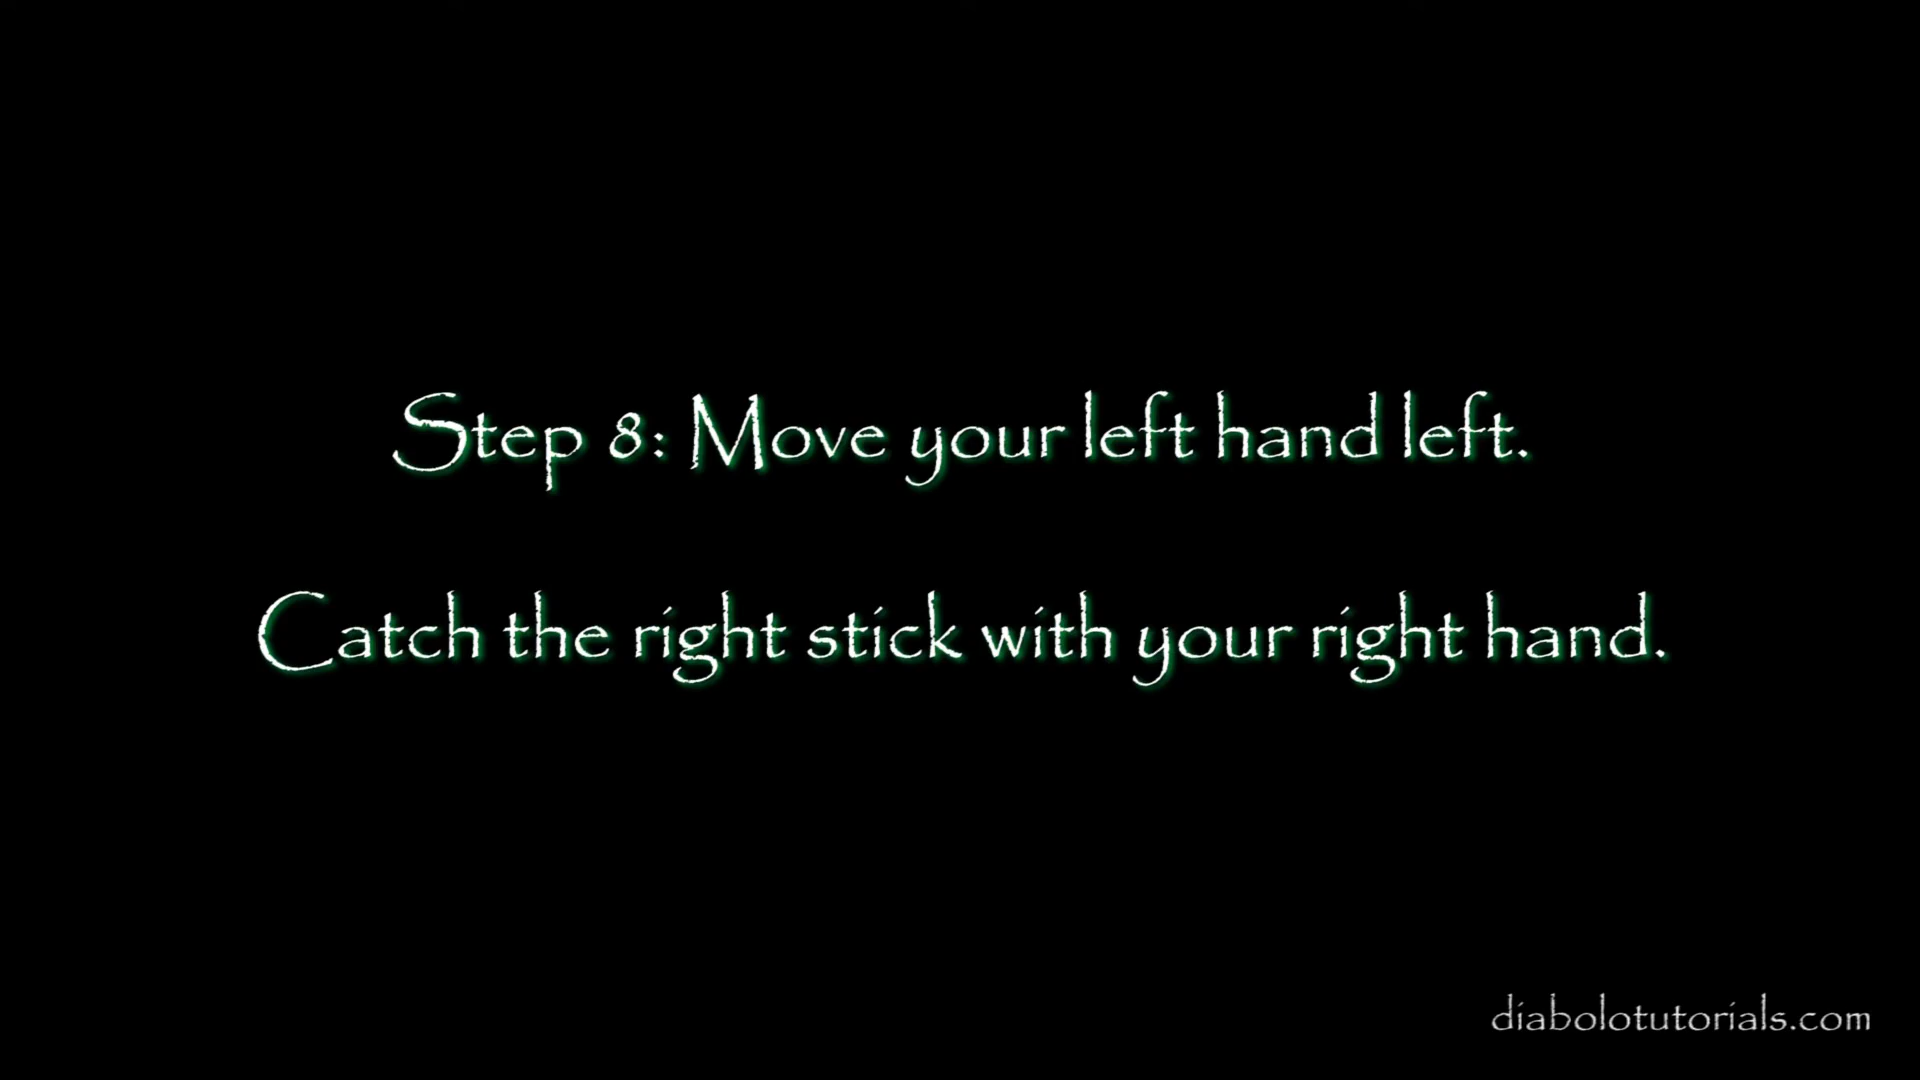 Step 8: Move your left hand left.
Catch the right stick with your right hand.
diabolotutorials.com